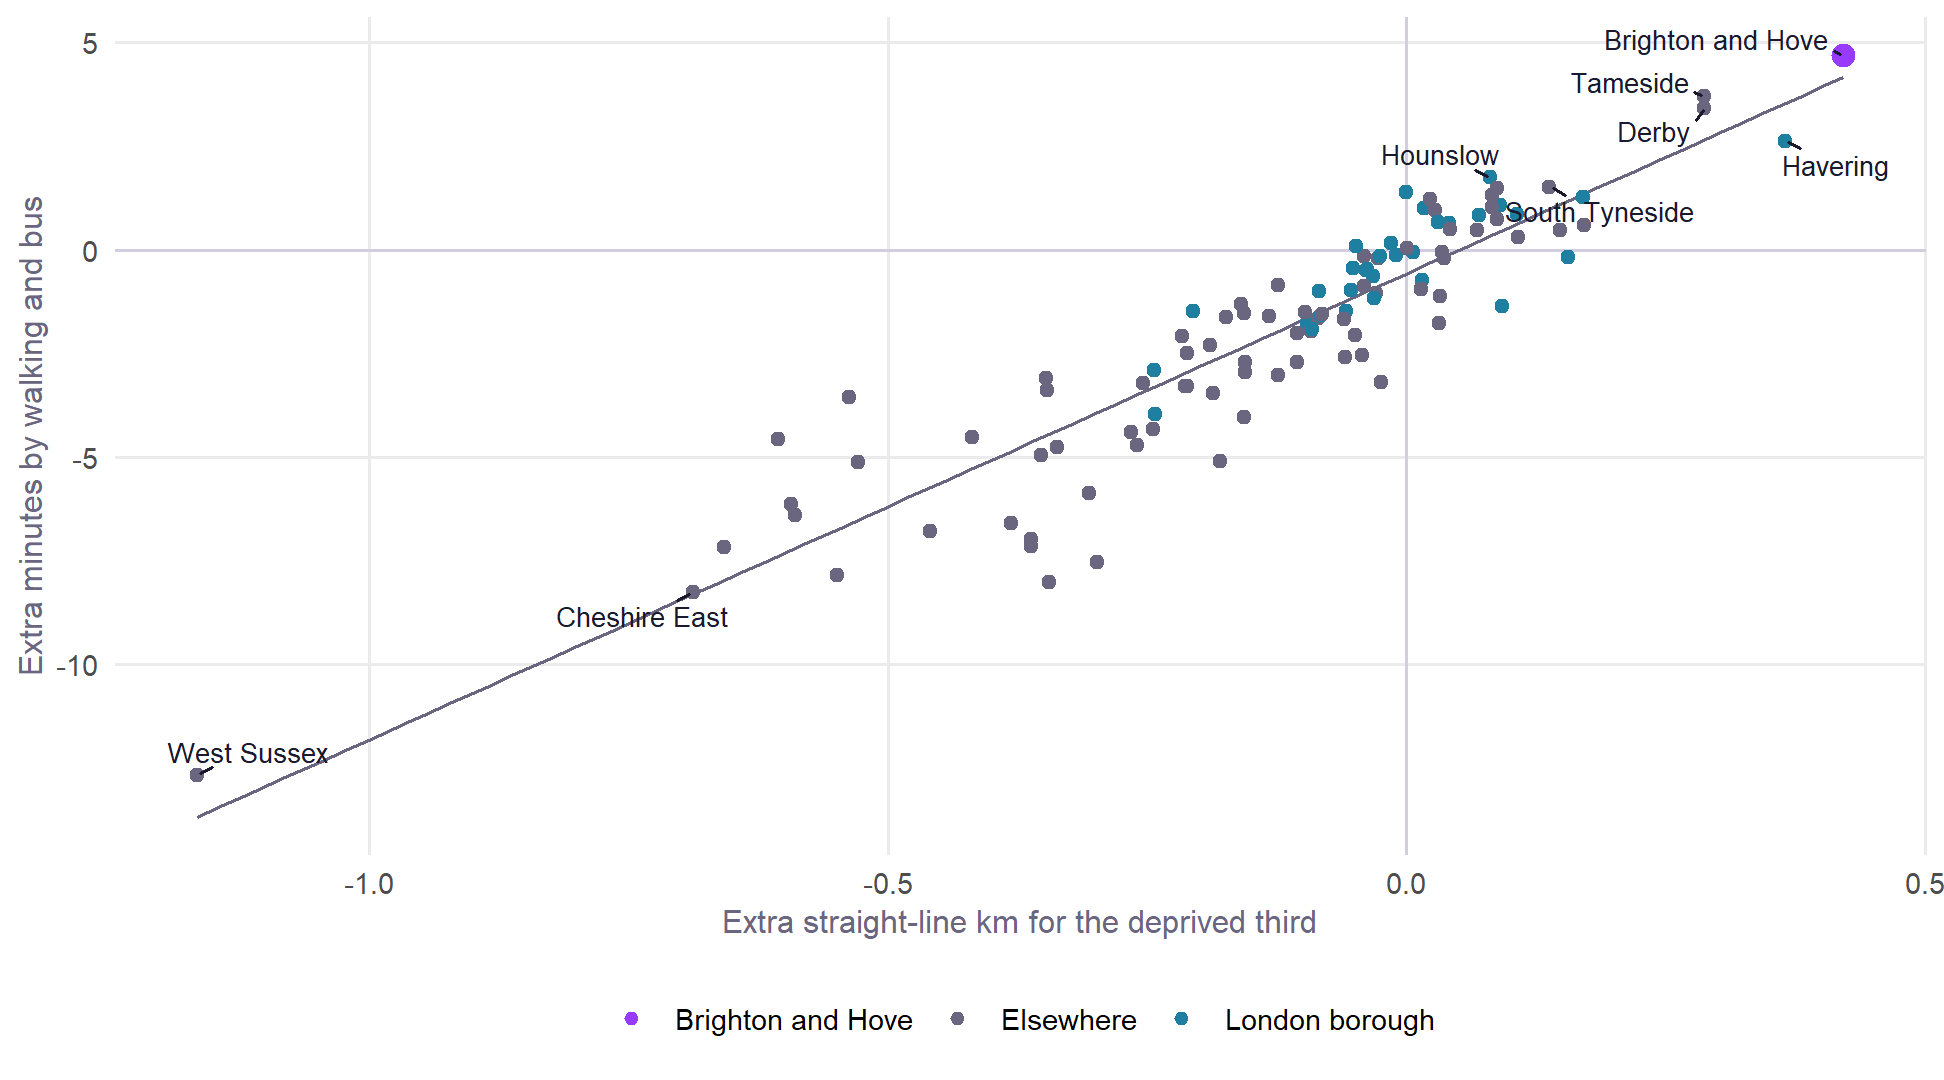 Extra minutes by walking and bus
5
0
-5
-10
Brighton and Hove
Tameside
Derby
Hounslow
Havering
South Tyneside
Cheshire East
West Sussex
-1.0
-0.5
0.0
0.5
Extra straight-line km for the deprived third
Brighton and Hove
Elsewhere
London borough